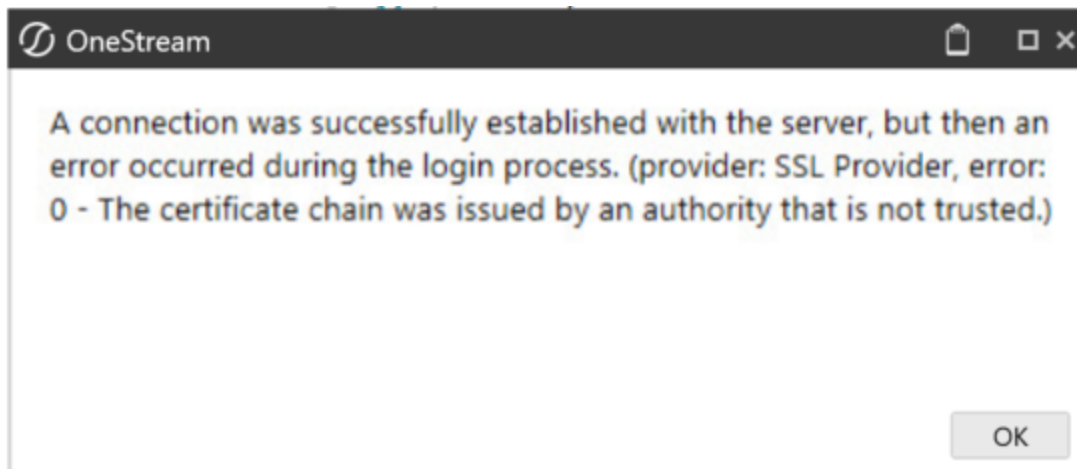 OneStream
A connection was successfully established with the server, but then an
error occurred during the login process. (provider: SSL Provider, error:
0 - The certificate chain was issued by an authority that is not trusted.)
OK